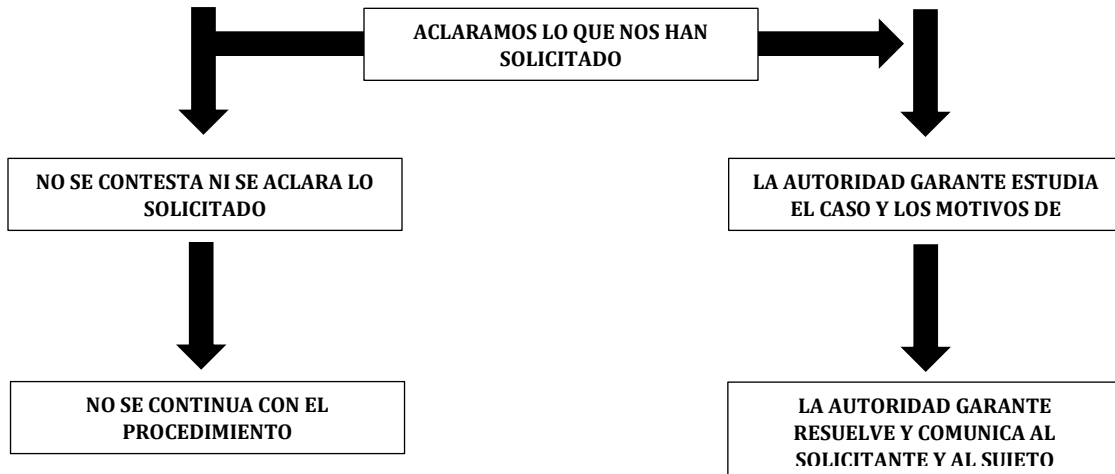 ACLARAMOS LO QUE NOS HAN
SOLICITADO
NO SE CONTESTA NI SE ACLARA LO
SOLICITADO
LA AUTORIDAD GARANTE ESTUDIA
EL CASO Y LOS MOTIVOS DE
NO SE CONTINUA CON EL
PROCEDIMIENTO
LA AUTORIDAD GARANTE
RESUELVE Y COMUNICA AL
SOLICITANTE Y AL SUJETO